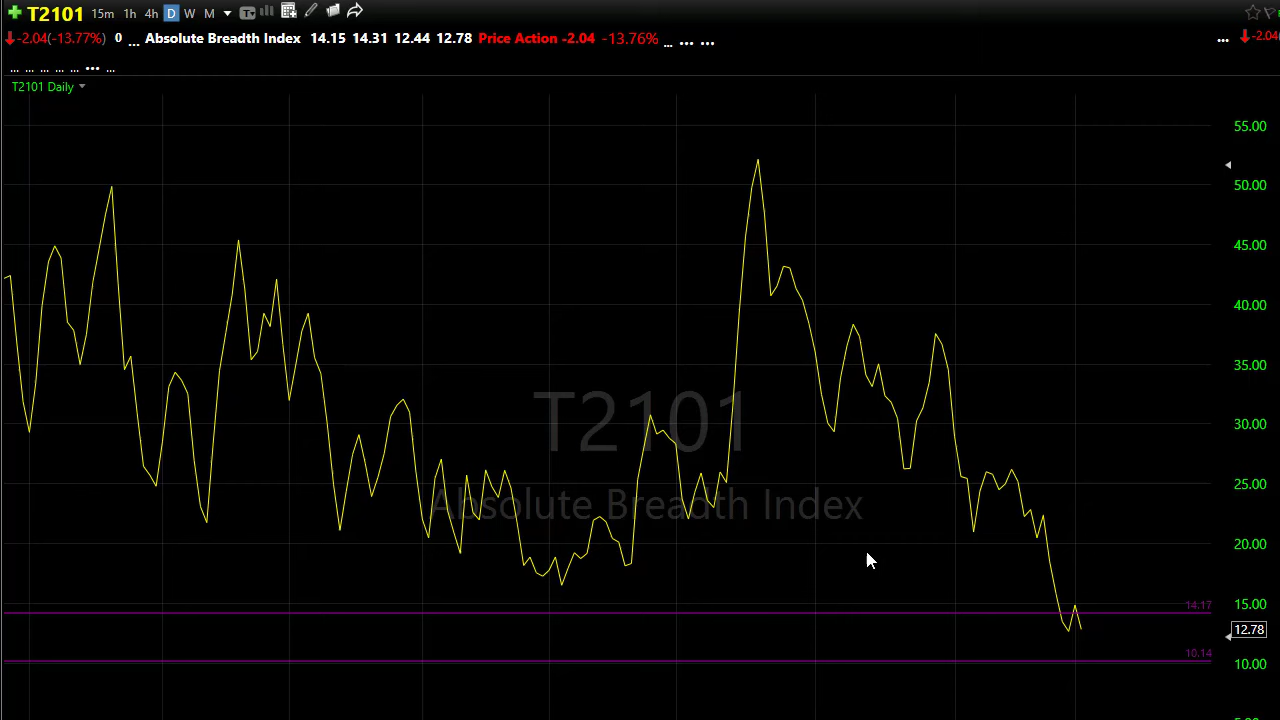 T2101 15m 1h 4h D W M T
-2.04(-13.77%) 0 ... Absolute Breadth Index 14.15 14.31 12.44 12.78 Price Action -2.04 -13.76% ... ... ... ... -2.04(
... ... ... ... ... ... ...
T2101 Daily
55.00
50.00
45.00
40.00
35.00
T2101
30.00
25.00
Absolute Breadth Index
20.00
14.17
15.00
12.78
10.14
10.00